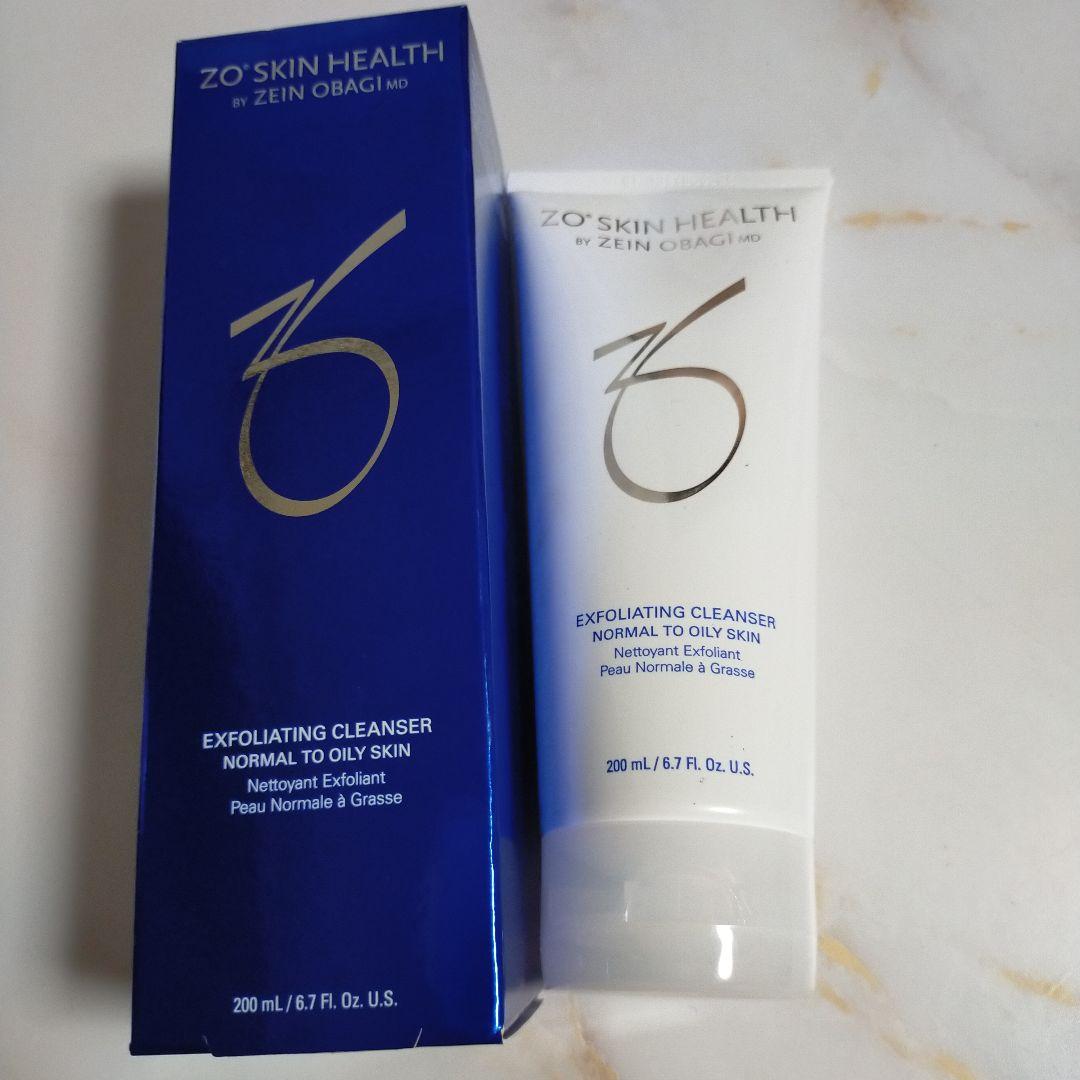 ZO® SKIN HEALTH
BY ZEIN OBAGI MD
EXFOLIATING CLEANSER
NORMAL TO OILY SKIN
Nettoyant Exfoliant
Peau Normale à Grasse
200 mL / 6.7 Fl. Oz. U.S.
ZO® SKIN HEALTH
BY ZEIN OBAGI MD
EXFOLIATING CLEANSER
NORMAL TO OILY SKIN
Nettoyant Exfoliant
Peau Normale à Grasse
200 mL / 6.7 Fl. Oz. U.S.